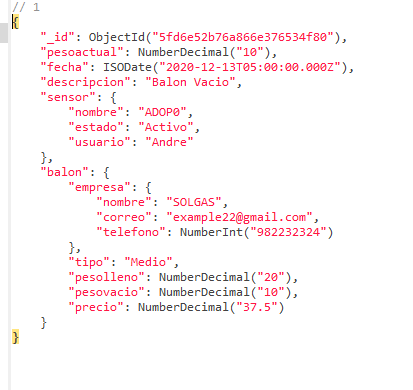 // 1
{
    "_id": ObjectId("5fd6e52b76a866e376534f80"),
    "pesoactual": NumberDecimal("10"),
    "fecha": ISODate("2020-12-13T05:00:00.000Z"),
    "descripcion": "Balon Vacio",
    "sensor": {
        "nombre": "ADOP0",
        "estado": "Activo",
        "usuario": "Andre"
    },
    "balon": {
        "empresa": {
            "nombre": "SOLGAS",
            "correo": "example22@gmail.com",
            "telefono": NumberInt("982232324")
        },
        "tipo": "Medio",
        "pesolleno": NumberDecimal("20"),
        "pesovacio": NumberDecimal("10"),
        "precio": NumberDecimal("37.5")
    }
}